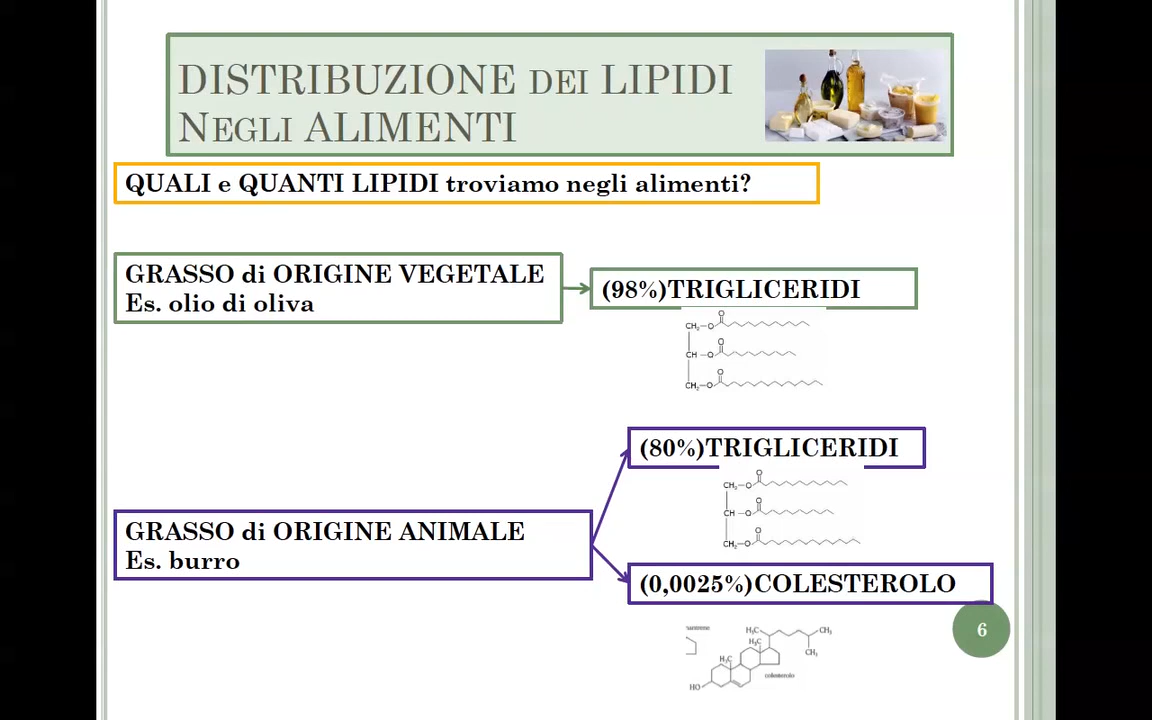 DISTRIBUZIONE DEI LIPIDI
NEGLI ALIMENTI
QUALI e QUANTI LIPIDI troviamo negli alimenti?
GRASSO di ORIGINE VEGETALE
Es. olio di oliva
(98%)TRIGLICERIDI
O
CH₂—O
O
CH—O
O
CH₂—O
(80%)TRIGLICERIDI
O
CH₂—O
O
CH—O
O
CH₂—O
GRASSO di ORIGINE ANIMALE
Es. burro
(0,0025%)COLESTEROLO
6
H₃C
CH₃
H₃C
CH₃
H₃C
colesterolo
HO